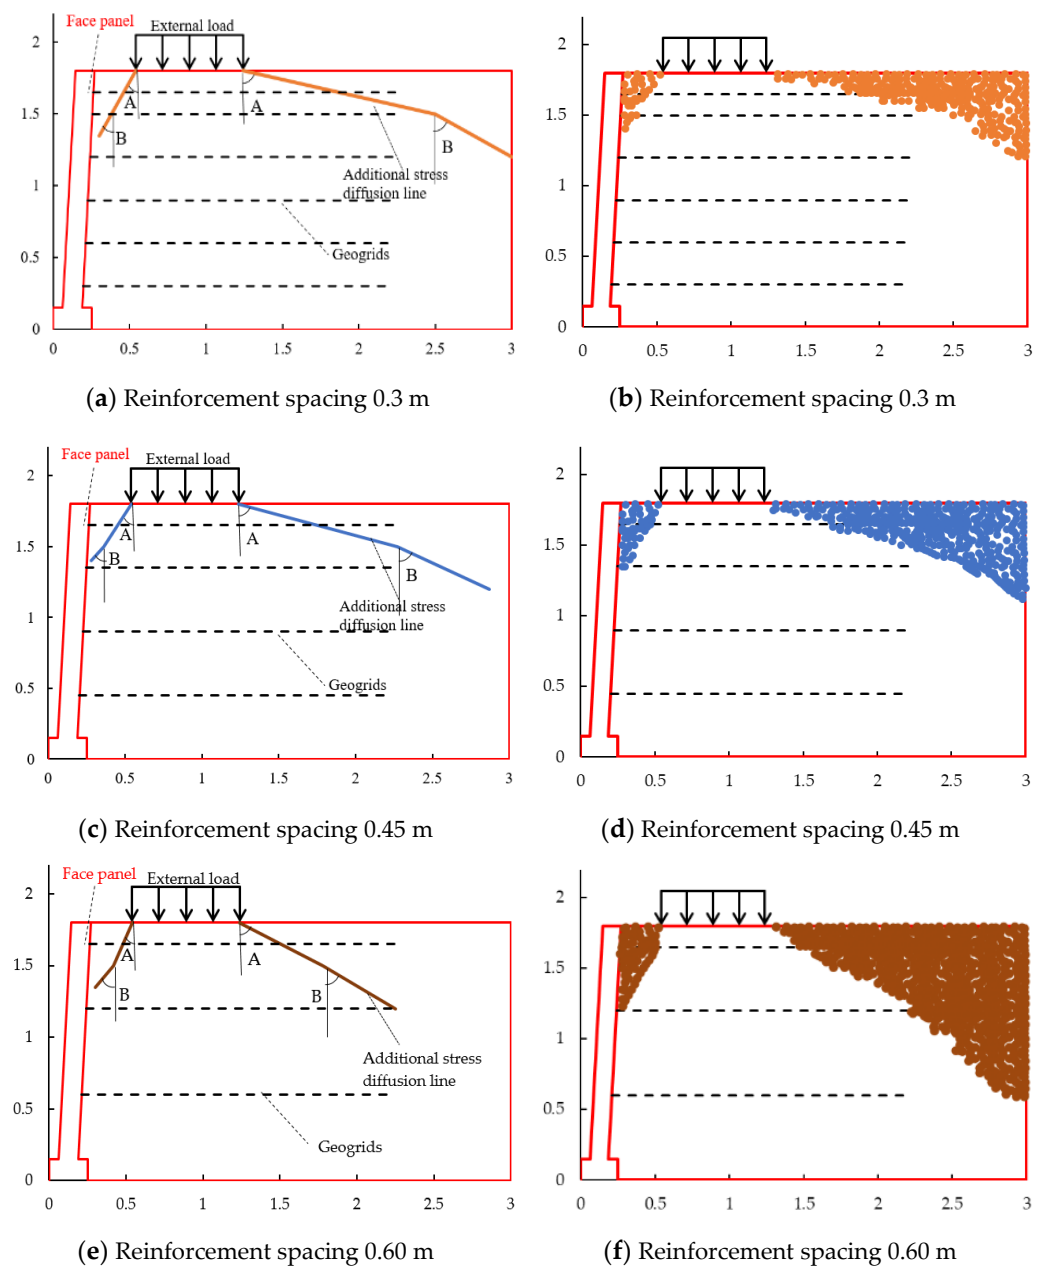 Face panel
External load
2
1.5
1
0.5
0
A
A
B
B
Additional stress
diffusion line
Geogrids
0
0.5
1
1.5
2
2.5
3
(a) Reinforcement spacing 0.3 m
2
1.5
1
0.5
0
0.5
1
1.5
2
2.5
3
(b) Reinforcement spacing 0.3 m
Face panel
External load
2
1.5
1
0.5
0
A
A
B
B
Additional stress
diffusion line
Geogrids
0
0.5
1
1.5
2
2.5
3
(c) Reinforcement spacing 0.45 m
2
1.5
1
0.5
0
0
0.5
1
1.5
2
2.5
3
(d) Reinforcement spacing 0.45 m
Face panel
External load
2
1.5
1
0.5
0
A
A
B
B
Additional stress
diffusion line
Geogrids
0
0.5
1
1.5
2
2.5
3
(e) Reinforcement spacing 0.60 m
2
1.5
1
0.5
0
0
0.5
1
1.5
2
2.5
3
(f) Reinforcement spacing 0.60 m